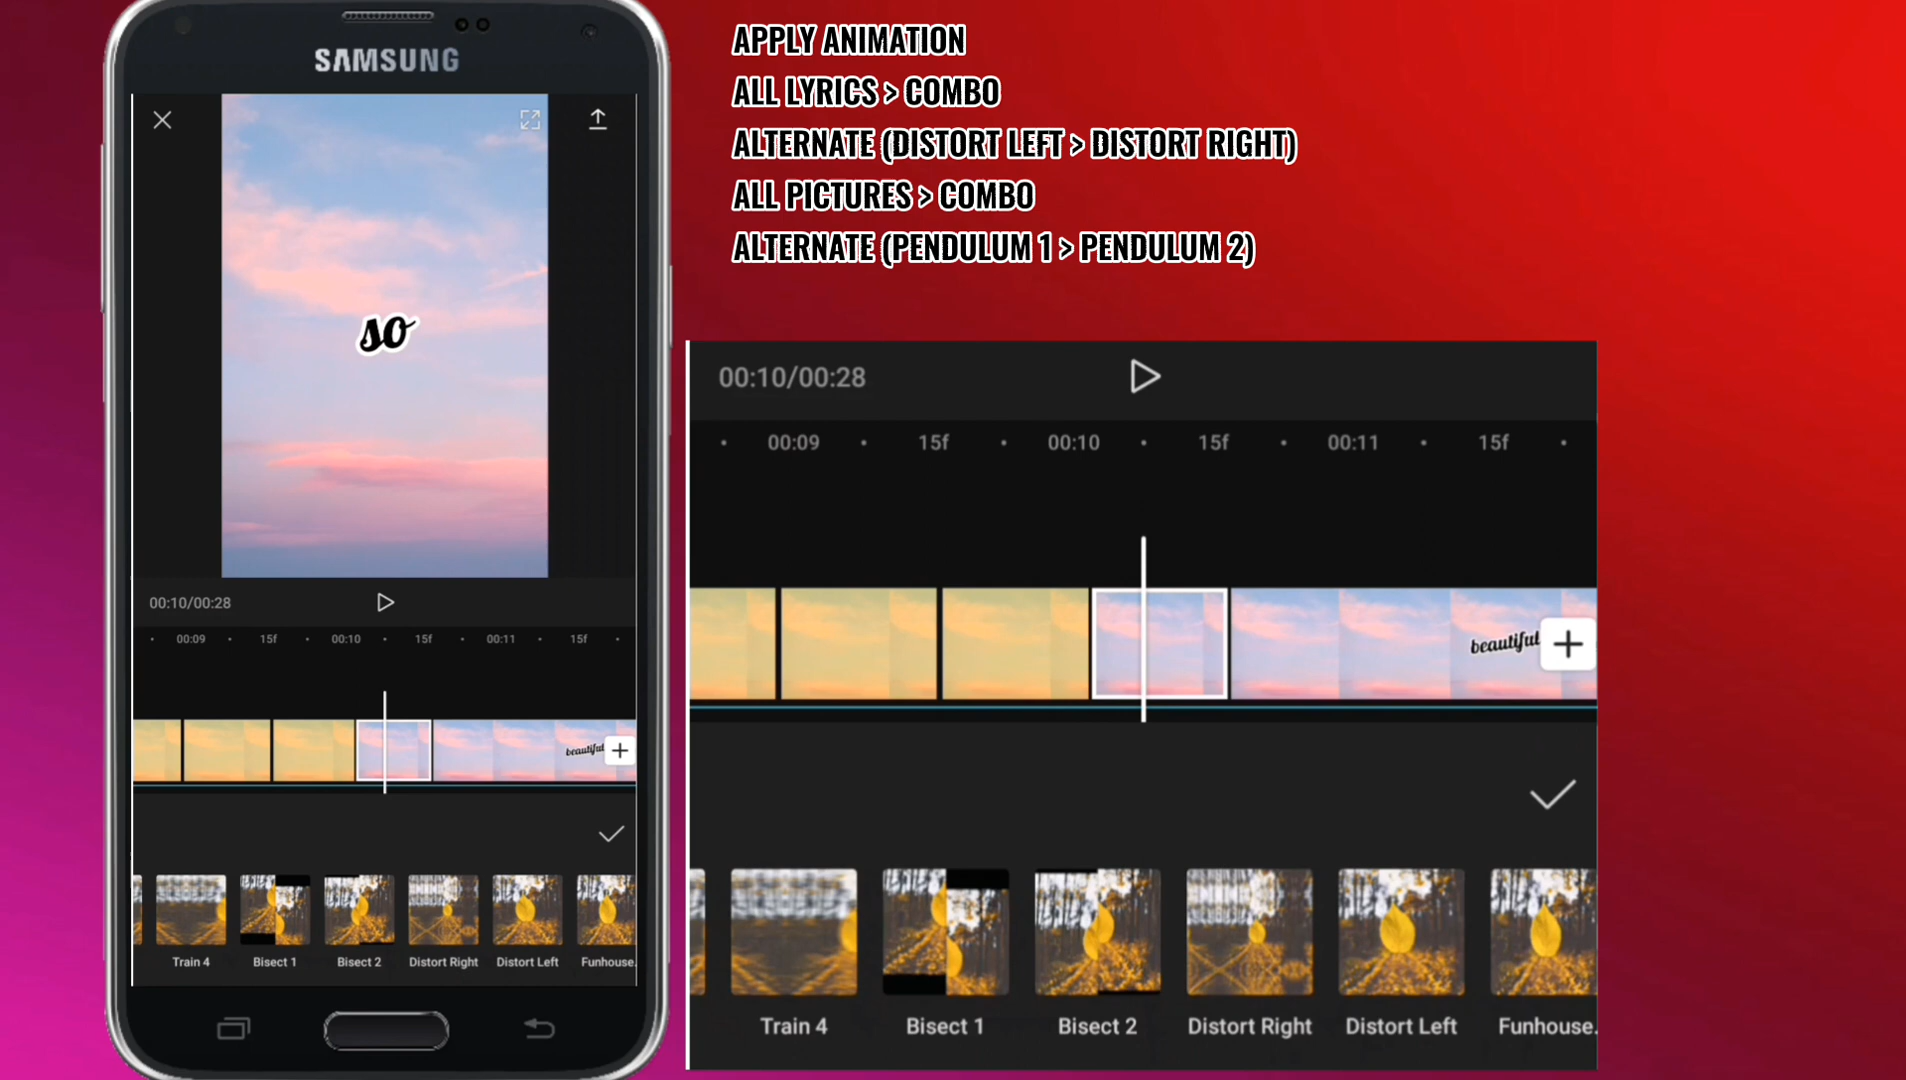 APPLY ANIMATION
ALL LYRICS > COMBO
ALTERNATE (DISTORT LEFT > DISTORT RIGHT)
ALL PICTURES > COMBO
ALTERNATE (PENDULUM 1 > PENDULUM 2)
SAMSUNG
so
00:10/00:28
00:09 15f 00:10 15f 00:11 15f
beautiful
Train 4 Bisect 1 Bisect 2 Distort Right Distort Left Funhouse.
00:10/00:28
00:09 15f 00:10 15f 00:11 15f
beautiful
Train 4 Bisect 1 Bisect 2 Distort Right Distort Left Funhouse.